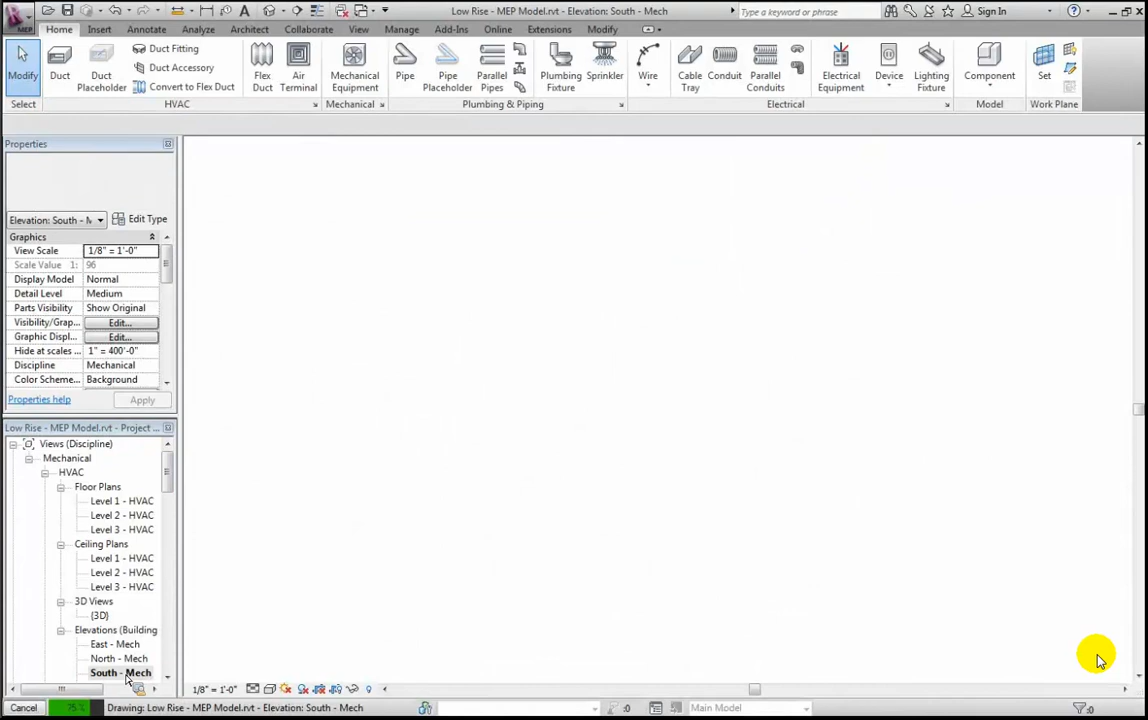 Low Rise - MEP Model.rvt - Elevation: South - Mech
Type a keyword or phrase
Sign In
MEP
Home Insert Annotate Analyze Architect Collaborate View Manage Add-Ins Online Extensions Modify
Modify
Duct
Duct Placeholder
Duct Fitting
Duct Accessory
Convert to Flex Duct
Flex Duct
Air Terminal
Mechanical Equipment
Pipe
Pipe Placeholder
Parallel Pipes
Plumbing Fixture
Sprinkler
Wire
Cable Tray
Conduit
Parallel Conduits
Electrical Equipment
Device
Lighting Fixture
Component
Set
Select HVAC Mechanical Plumbing & Piping Electrical Model Work Plane
Properties
Elevation: South - M
Edit Type
Graphics
View Scale 1/8" = 1'-0"
Scale Value 1: 96
Display Model Normal
Detail Level Medium
Parts Visibility Show Original
Visibility/Grap... Edit...
Graphic Displ... Edit...
Hide at scales ... 1" = 400'-0"
Discipline Mechanical
Color Scheme... Background
Properties help Apply
Low Rise - MEP Model.rvt - Project ...
Views (Discipline)
Mechanical
HVAC
Floor Plans
Level 1 - HVAC
Level 2 - HVAC
Level 3 - HVAC
Ceiling Plans
Level 1 - HVAC
Level 2 - HVAC
Level 3 - HVAC
3D Views
{3D}
Elevations (Building
East - Mech
North - Mech
South - Mech
1/8" = 1'-0"
Cancel 75% Drawing: Low Rise - MEP Model.rvt - Elevation: South - Mech :0 Main Model :0